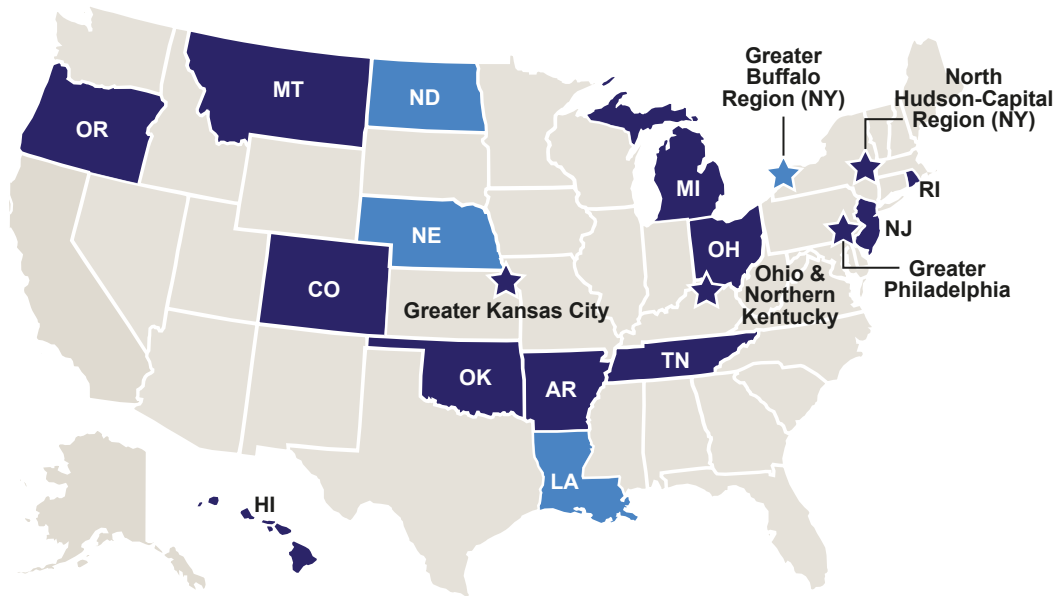 Greater
Buffalo
Region (NY)
North
Hudson-Capital
Region (NY)
MT
ND
OR
MI
RI
NE
NJ
OH
CO
Greater Kansas City
Ohio &
Northern
Kentucky
Greater
Philadelphia
TN
OK
AR
LA
HI